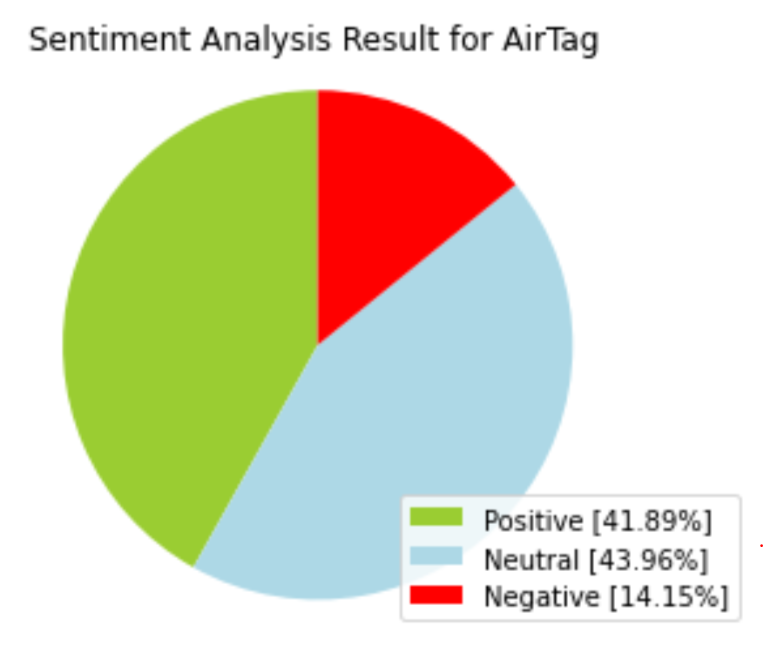 Sentiment Analysis Result for AirTag
Positive [41.89%]
Neutral [43.96%]
Negative [14.15%]